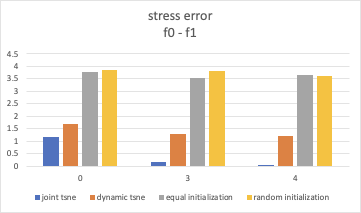 stress error
f0 - f1
4.5
4
3.5
3
2.5
2
1.5
1
0.5
0
0 3 4
joint tsne dynamic tsne equal initialization random initialization